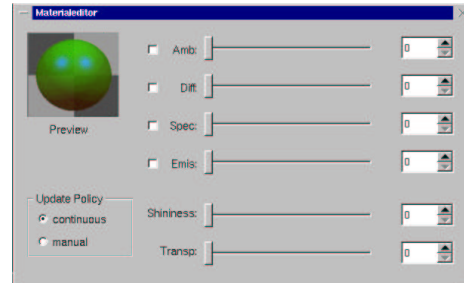 Materialeditor
Amb: 0
Diff: 0
Spec: 0
Preview
Emis: 0
Update Policy
continuous
Shininess: 0
manual
Transp: 0